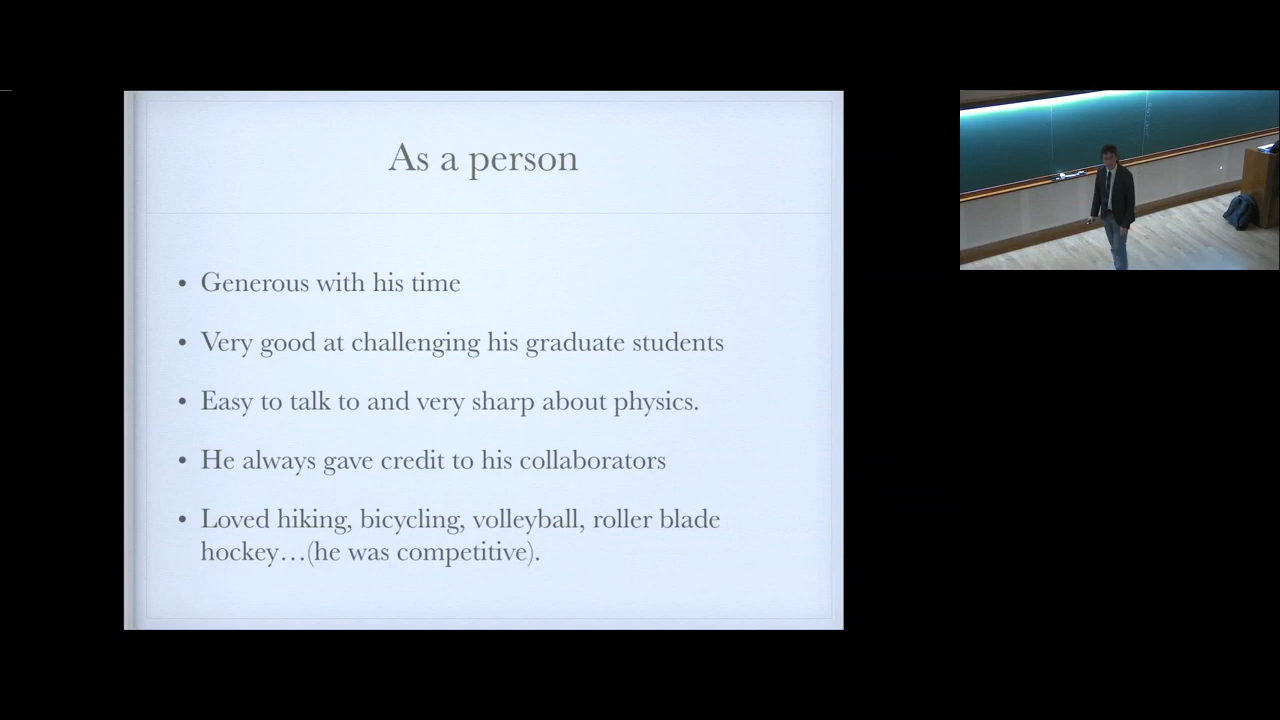 As a person
• Generous with his time
• Very good at challenging his graduate students
• Easy to talk to and very sharp about physics.
• He always gave credit to his collaborators
• Loved hiking, bicycling, volleyball, roller blade
hockey…(he was competitive).